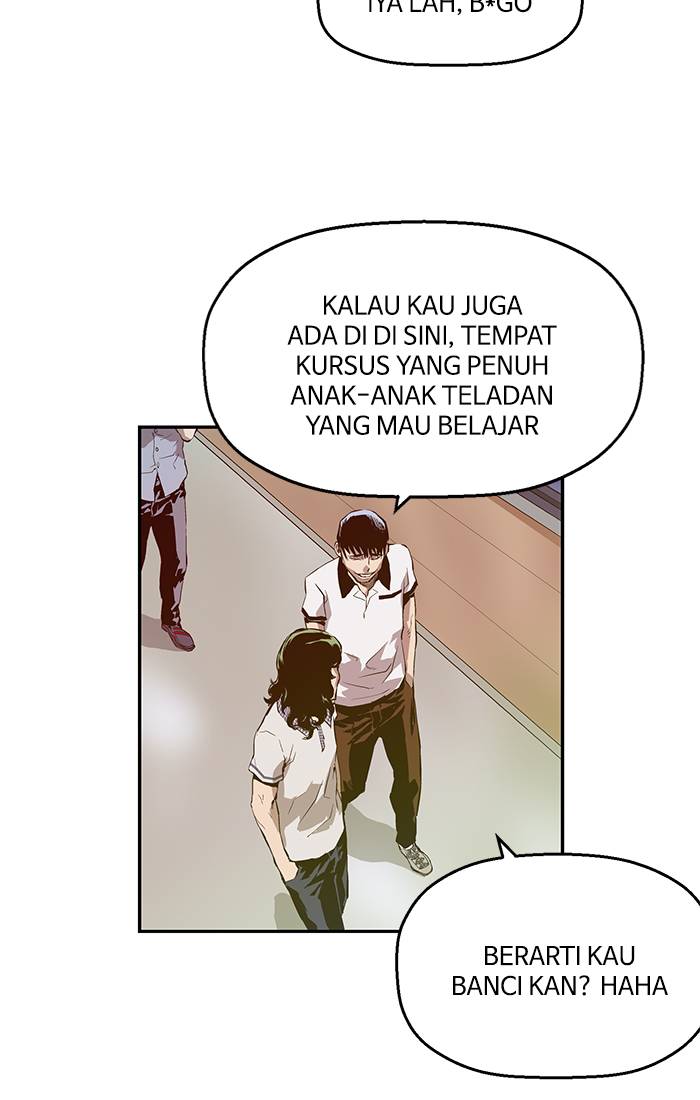 IYA LAH, B*GO
KALAU KAU JUGA
ADA DI DI SINI, TEMPAT
KURSUS YANG PENUH
ANAK-ANAK TELADAN
YANG MAU BELAJAR
BERARTI KAU
BANCI KAN? HAHA